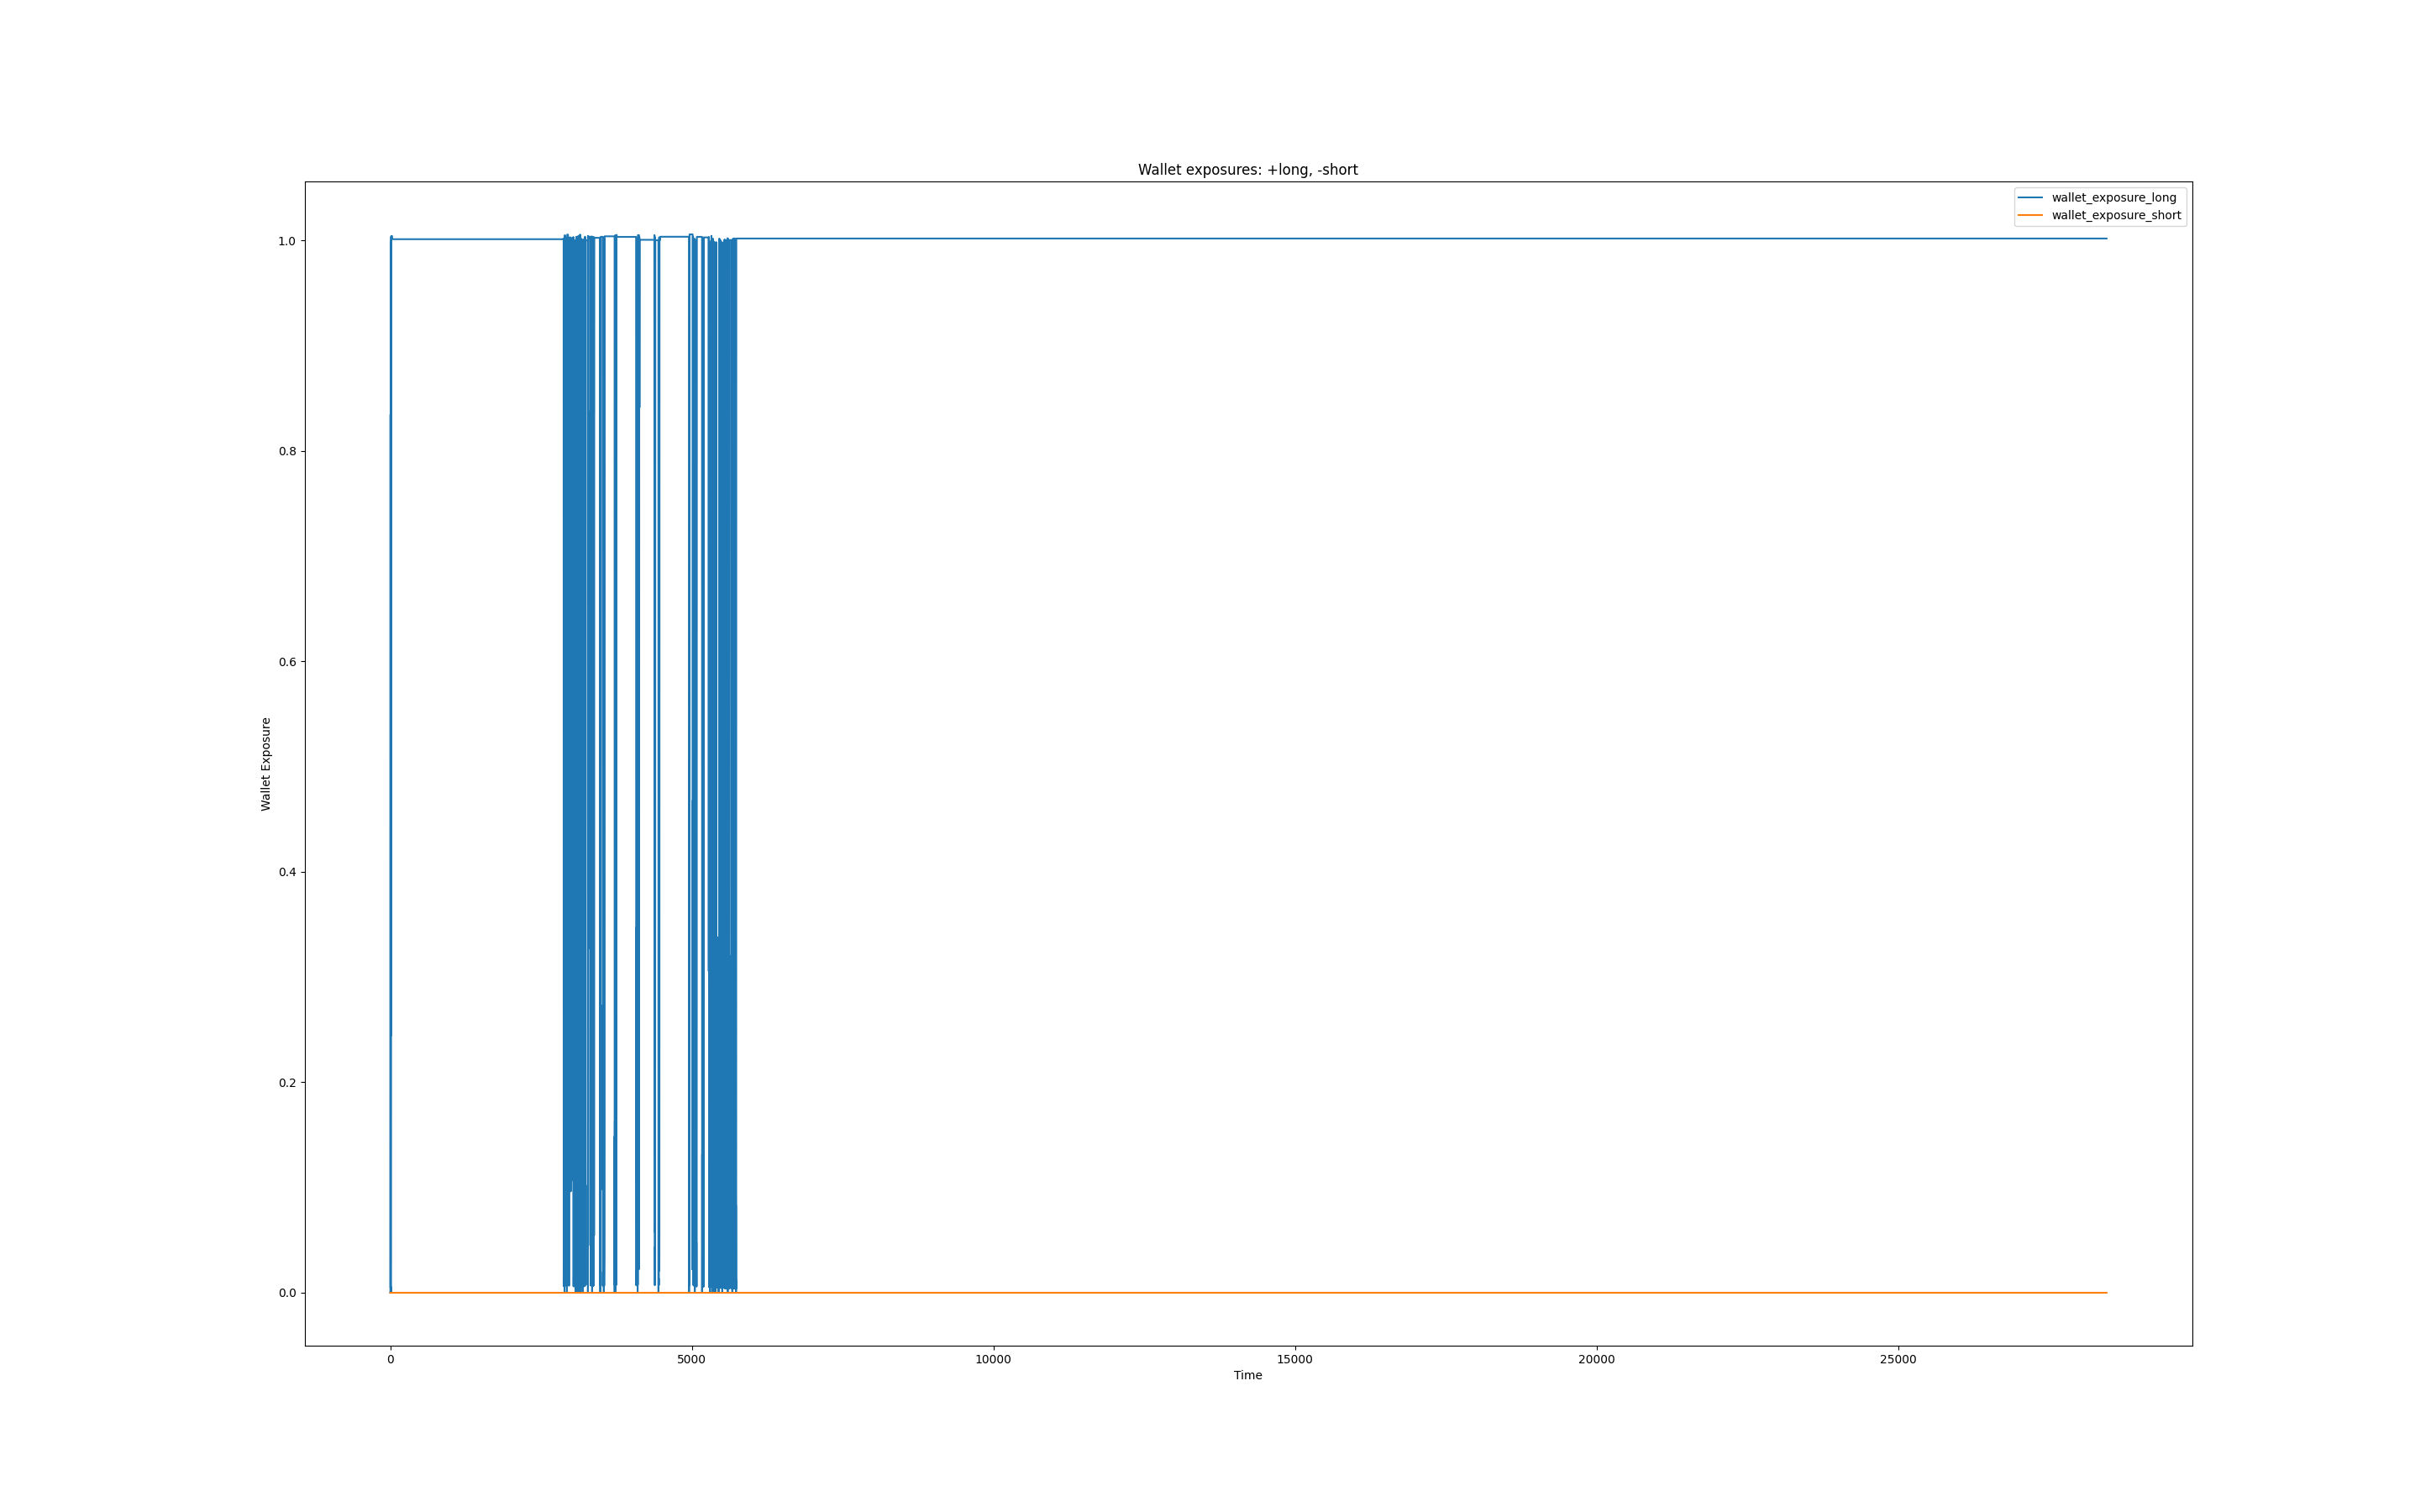 Wallet exposures: +long, -short
wallet_exposure_long
wallet_exposure_short
1.0
0.8
0.6
0.4
0.2
0.0
Wallet Exposure
0 5000 10000 15000 20000 25000
Time